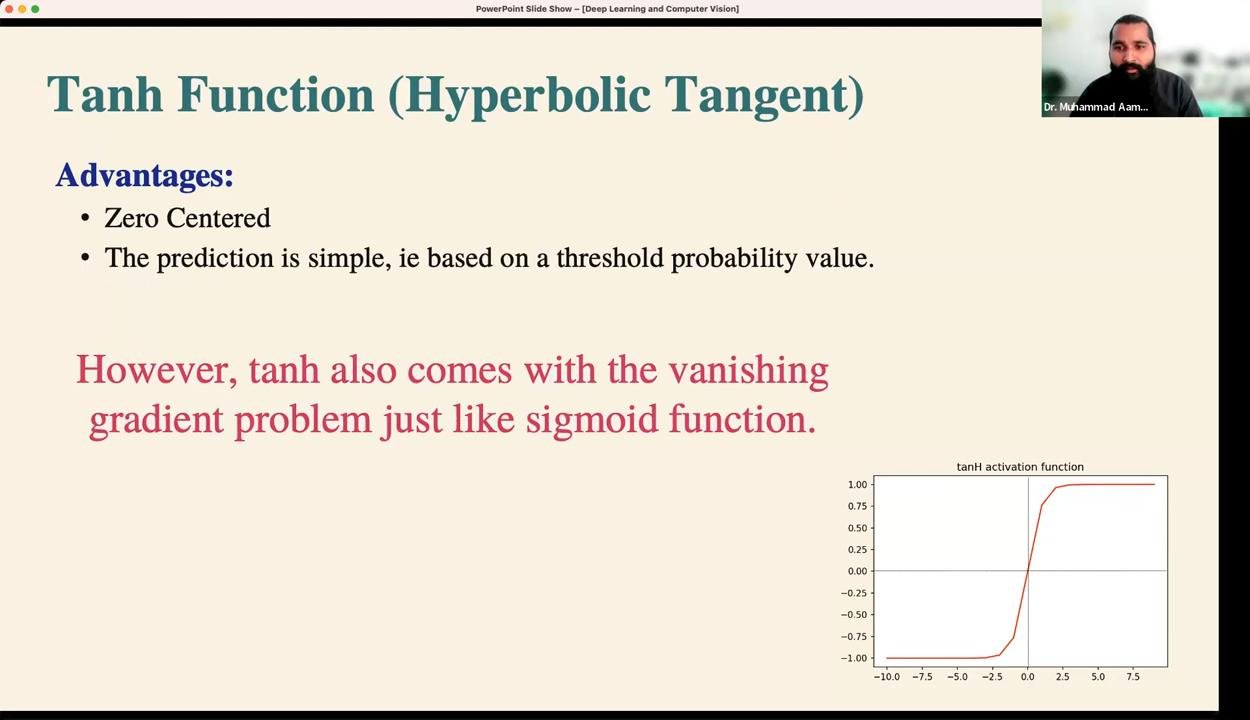 PowerPoint Slide Show – [Deep Learning and Computer Vision]
Dr. Muhammad Aam...
Tanh Function (Hyperbolic Tangent)
Advantages:
• Zero Centered
• The prediction is simple, ie based on a threshold probability value.
However, tanh also comes with the vanishing
gradient problem just like sigmoid function.
tanH activation function
1.00
0.75
0.50
0.25
0.00
−0.25
−0.50
−0.75
−1.00
−10.0 −7.5 −5.0 −2.5 0.0 2.5 5.0 7.5